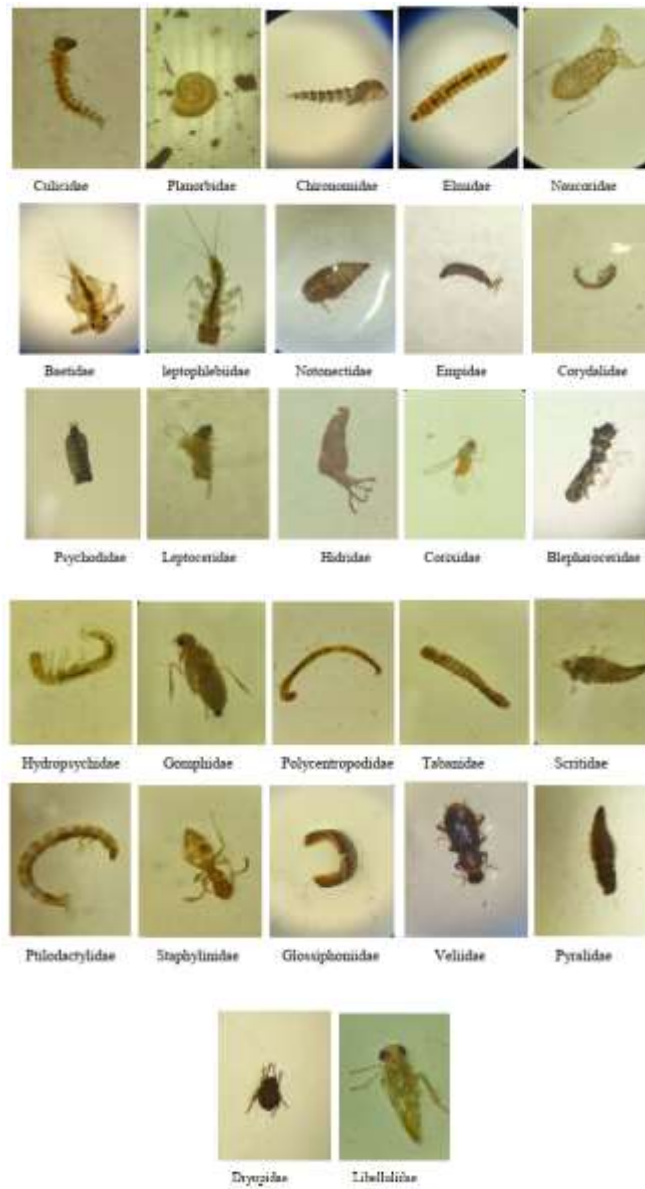 Culicidae Planorbidae Chironomidae Elmidae Naucoridae
Baetidae leptophlebiidae Notonectidae Empidae Corydalidae
Psychodidae Leptoceridae Hidridae Corixidae Blepharoceridae
Hydropsychidae Gomphidae Polycentropodidae Tabanidae Scritidae
Ptilodactylidae Staphylinidae Glossiphoniidae Veliidae Pyralidae
Dryopidae Libellulidae